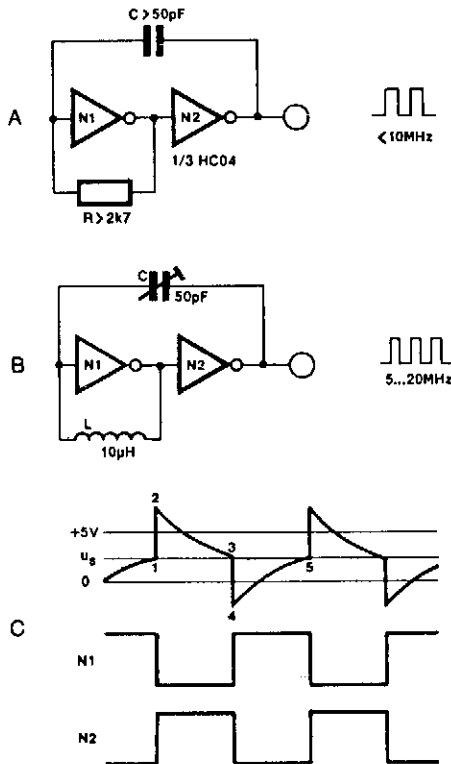 C>50pF
A
N1
N2
1/3 HC04
<10MHz
R>2k7
C
50pF
B
N1
N2
5...20MHz
L
10µH
2
+5V
us
3
1
5
0
4
C
N1
N2